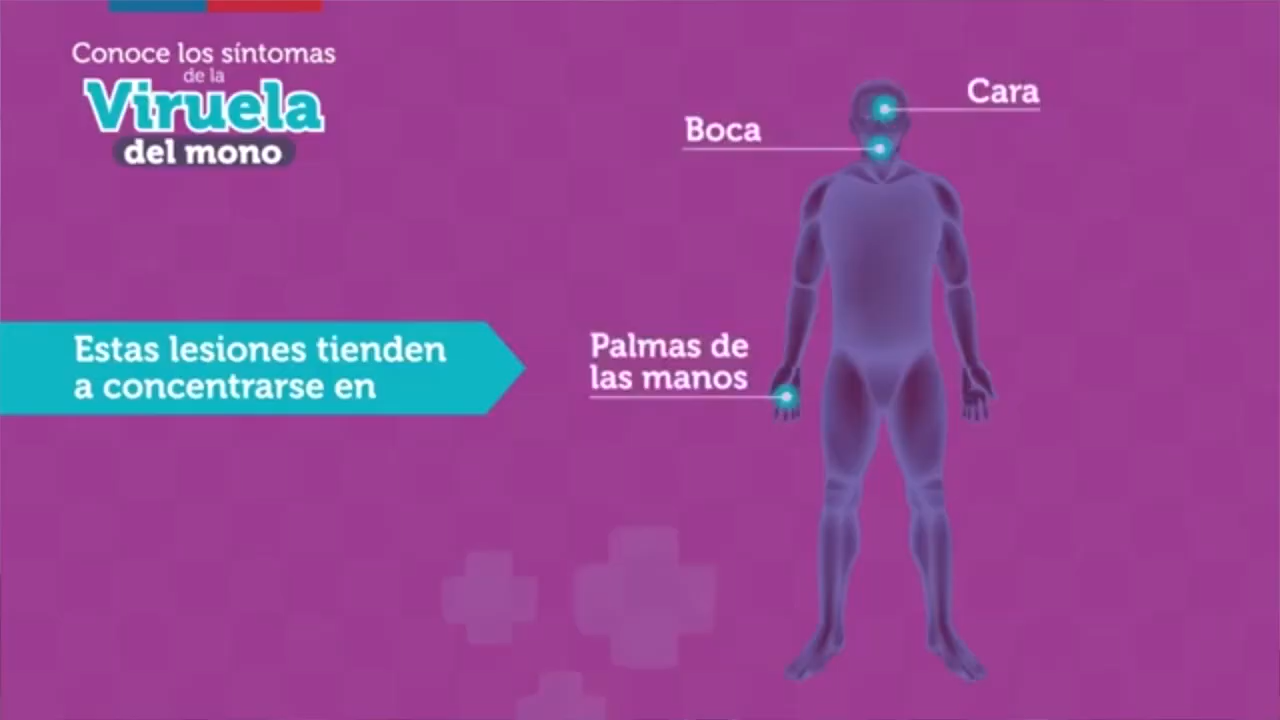 Conoce los síntomas
de la
Viruela
del mono
Cara
Boca
Estas lesiones tienden
a concentrarse en
Palmas de
las manos